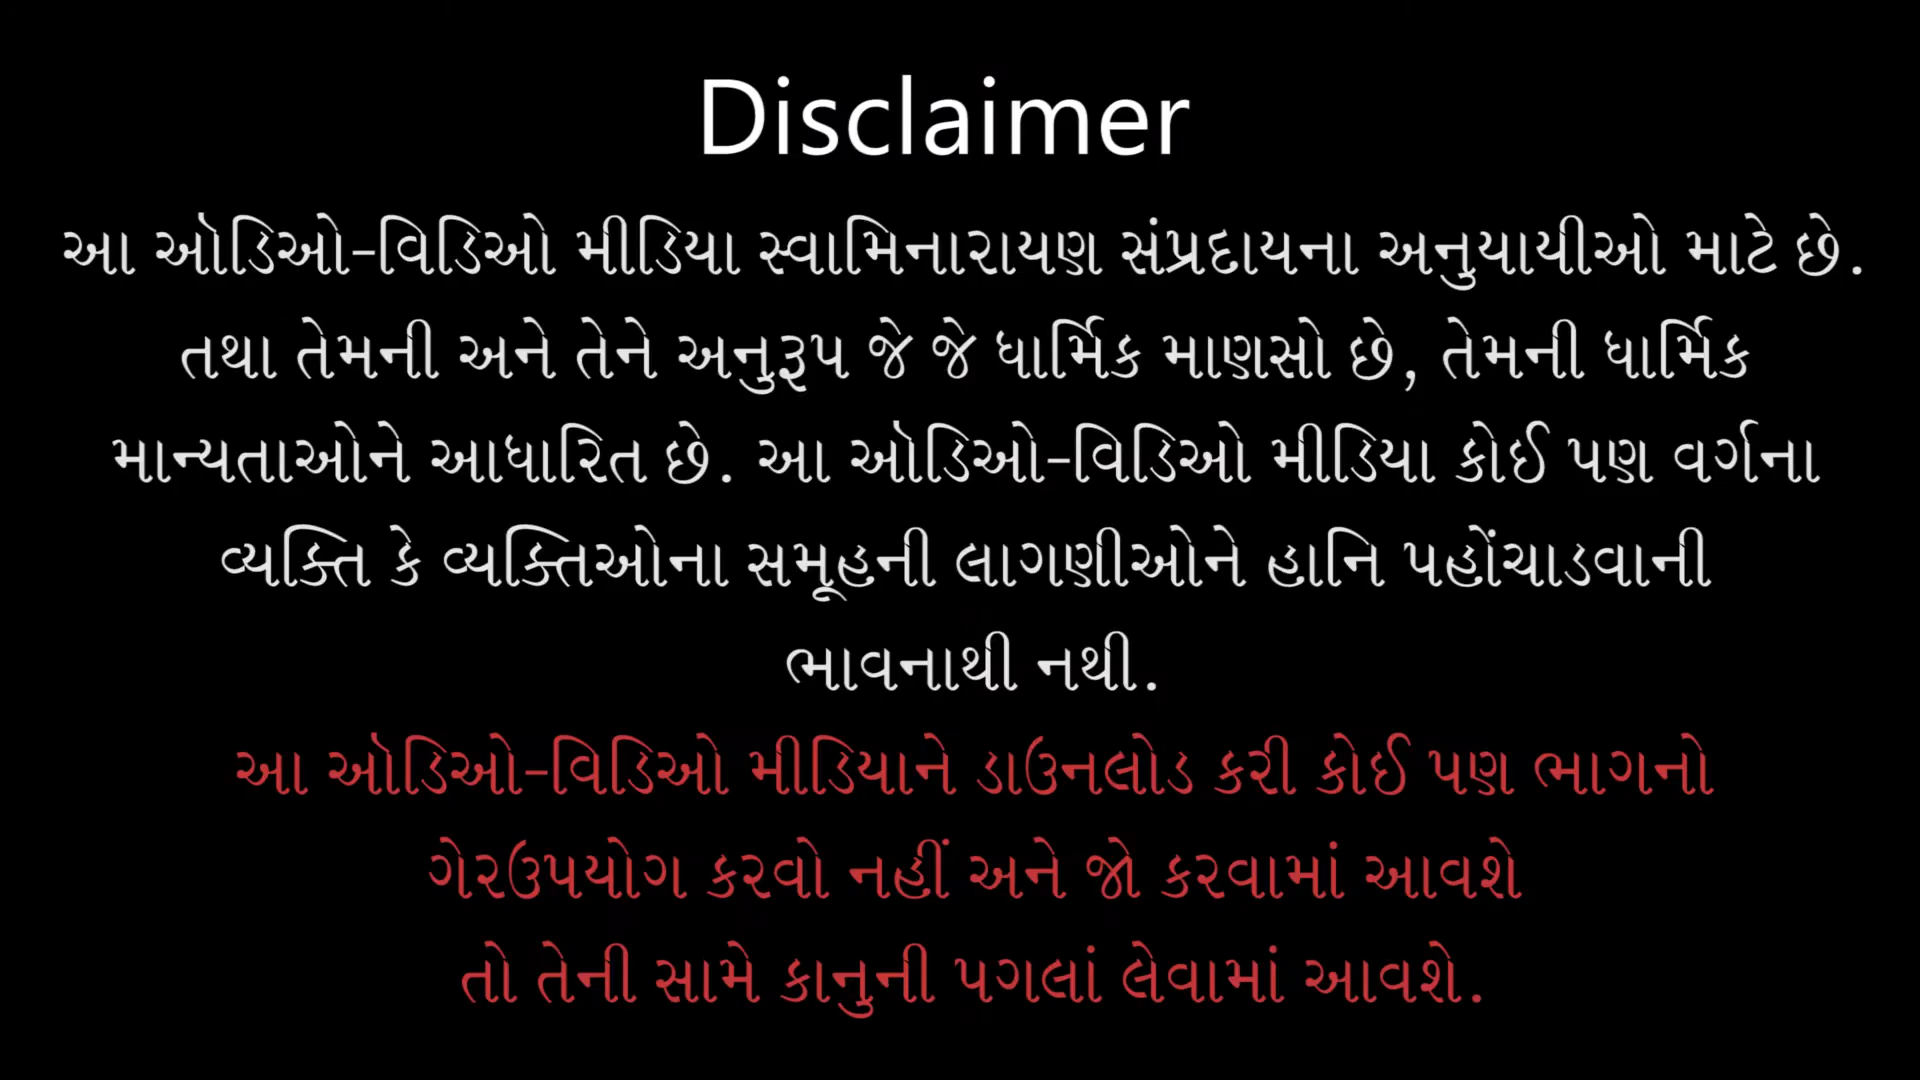 Disclaimer
આ ઑડિઓ-વિડિઓ મીડિયા સ્વામિનારાયણ સંપ્રદાયના અનુયાયીઓ માટે છે.
તથા તેમની અને તેને અનુરૂપ જે જે ધાર્મિક માણસો છે, તેમની ધાર્મિક
માન્યતાઓને આધારિત છે. આ ઑડિઓ-વિડિઓ મીડિયા કોઈ પણ વર્ગના
વ્યક્તિ કે વ્યક્તિઓના સમૂહની લાગણીઓને હાનિ પહોંચાડવાની
ભાવનાથી નથી.
આ ઑડિઓ-વિડિઓ મીડિયાને ડાઉનલોડ કરી કોઈ પણ ભાગનો
ગેરઉપયોગ કરવો નહીં અને જો કરવામાં આવશે
તો તેની સામે કાનુની પગલાં લેવામાં આવશે.